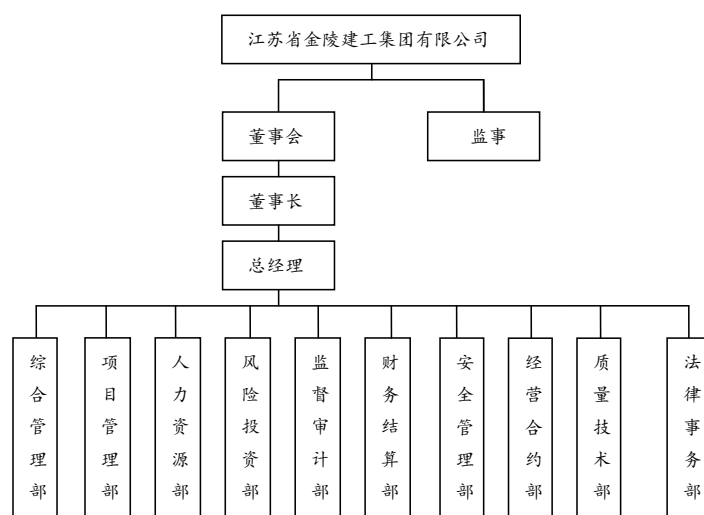 江苏省金陵建工集团有限公司
董事会
监事
董事长
总经理
综合管理部
项目管理部
人力资源部
风险投资部
监督审计部
财务结算部
安全管理部
经营合约部
质量技术部
法律事务部